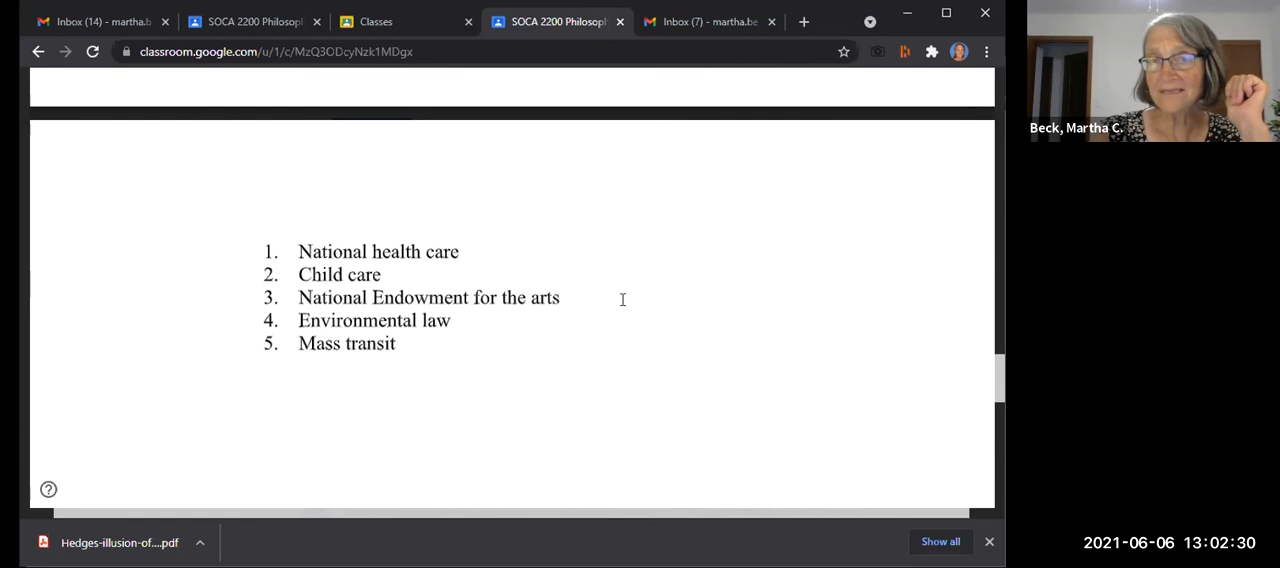 Inbox (14) - martha.b
SOCA 2200 Philosoph
Classes
SOCA 2200 Philosoph
Inbox (7) - martha.be
classroom.google.com/u/1/c/MzQ3ODcyNzk1MDgx
1. National health care
2. Child care
3. National Endowment for the arts
4. Environmental law
5. Mass transit
Hedges-illusion-of....pdf
Show all
Beck, Martha C.
2021-06-06 13:02:30